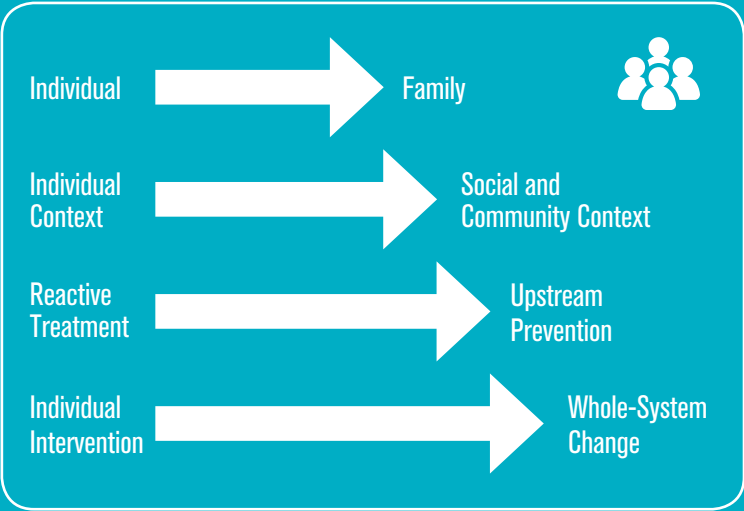 Individual
Family
Individual
Context
Social and
Community Context
Reactive
Treatment
Upstream
Prevention
Individual
Intervention
Whole-System
Change